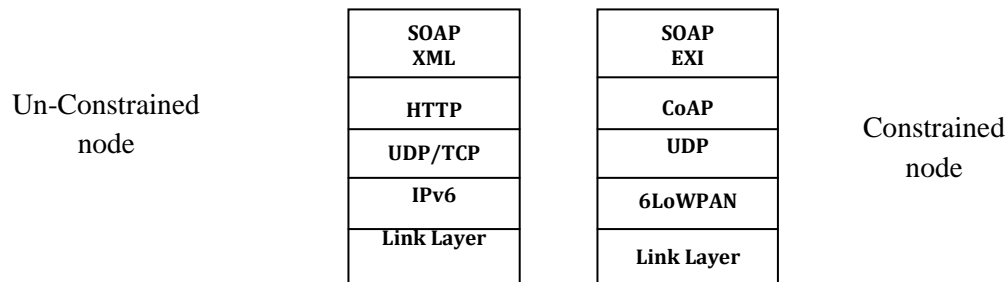 Un-Constrained
node
SOAP
XML
HTTP
UDP/TCP
IPv6
Link Layer
SOAP
EXI
CoAP
UDP
6LoWPAN
Link Layer
Constrained
node